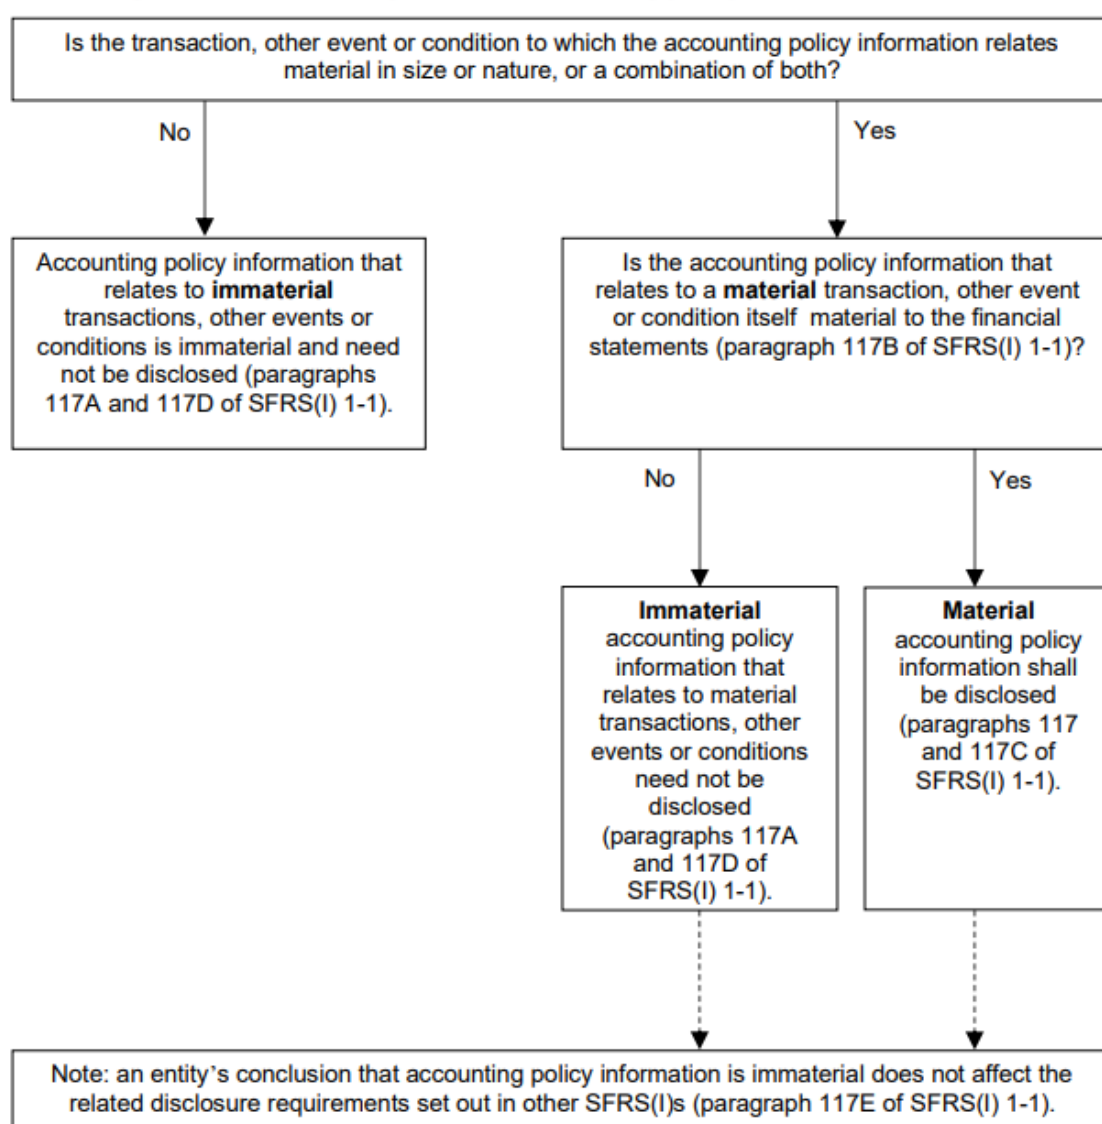 Is the transaction, other event or condition to which the accounting policy information relates
material in size or nature, or a combination of both?
No
Yes
Accounting policy information that
relates to immaterial
transactions, other events or
conditions is immaterial and need
not be disclosed (paragraphs
117A and 117D of SFRS(I) 1-1).
Is the accounting policy information that
relates to a material transaction, other event
or condition itself material to the financial
statements (paragraph 117B of SFRS(I) 1-1)?
No
Yes
Immaterial
accounting policy
information that
relates to material
transactions, other
events or conditions
need not be
disclosed
(paragraphs 117A
and 117D of
SFRS(I) 1-1).
Material
accounting policy
information shall
be disclosed
(paragraphs 117
and 117C of
SFRS(I) 1-1).
Note: an entity's conclusion that accounting policy information is immaterial does not affect the
related disclosure requirements set out in other SFRS(I)s (paragraph 117E of SFRS(I) 1-1).